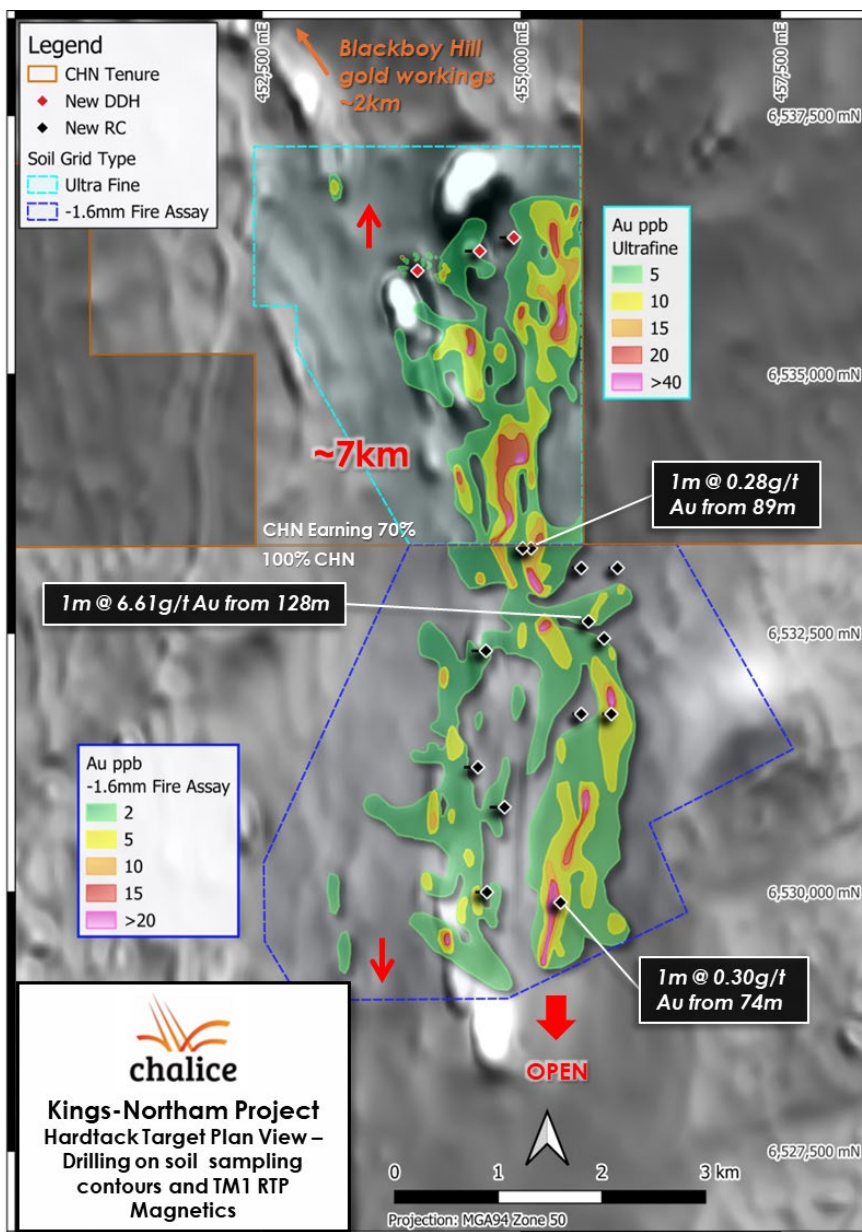 452,500 mE
455,000 mE
457,500 mE
Legend
CHN Tenure
New DDH
New RC
Soil Grid Type
Ultra Fine
-1.6mm Fire Assay
Blackboy Hill
gold workings
~2km
6,537,500 mN
Au ppb
Ultrafine
5
10
15
20
>40
6,535,000 mN
~7km
1m @ 0.28g/t
Au from 89m
CHN Earning 70%
100% CHN
1m @ 6.61g/t Au from 128m
6,532,500 mN
Au ppb
-1.6mm Fire Assay
2
5
10
15
>20
6,530,000 mN
1m @ 0.30g/t
Au from 74m
OPEN
chalice
Kings-Northam Project
Hardtack Target Plan View –
Drilling on soil sampling
contours and TM1 RTP
Magnetics
6,527,500 mN
0 1 2 3 km
Projection: MGA94 Zone 50